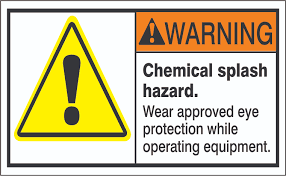 WARNING
Chemical splash
hazard.
Wear approved eye
protection while
operating equipment.